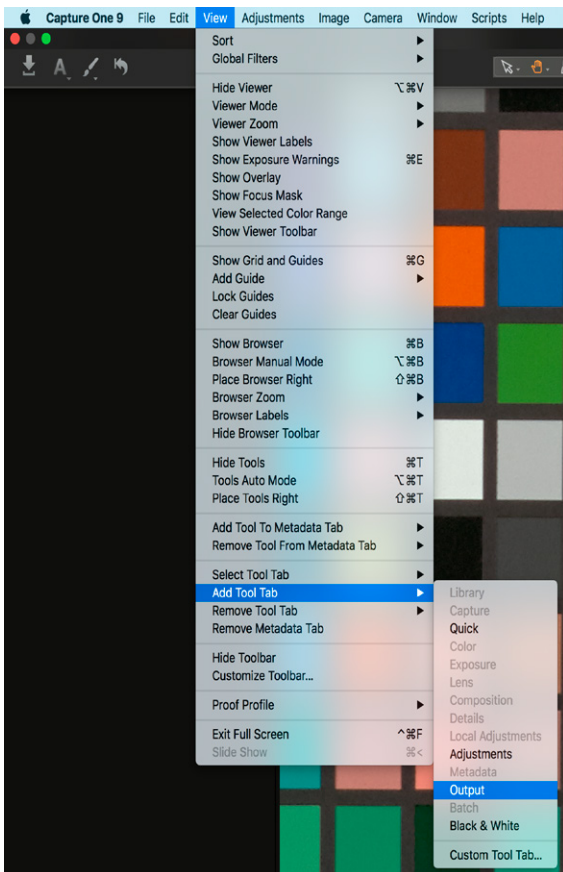 Capture One 9 File Edit View Adjustments Image Camera Window Scripts Help
A
Sort
Global Filters
Hide Viewer ⌥⌘V
Viewer Mode
Viewer Zoom
Show Viewer Labels
Show Exposure Warnings ⌘E
Show Overlay
Show Focus Mask
View Selected Color Range
Show Viewer Toolbar
Show Grid and Guides ⌘G
Add Guide
Lock Guides
Clear Guides
Show Browser ⌘B
Browser Manual Mode ⌥⌘B
Place Browser Right ⇧⌘B
Browser Zoom
Browser Labels
Hide Browser Toolbar
Hide Tools ⌘T
Tools Auto Mode ⌥⌘T
Place Tools Right ⇧⌘T
Add Tool To Metadata Tab
Remove Tool From Metadata Tab
Select Tool Tab
Add Tool Tab
Remove Tool Tab
Remove Metadata Tab
Hide Toolbar
Customize Toolbar...
Proof Profile
Exit Full Screen ^⌘F
Slide Show ⌘<
Library
Capture
Quick
Color
Exposure
Lens
Composition
Details
Local Adjustments
Adjustments
Metadata
Output
Batch
Black & White
Custom Tool Tab...